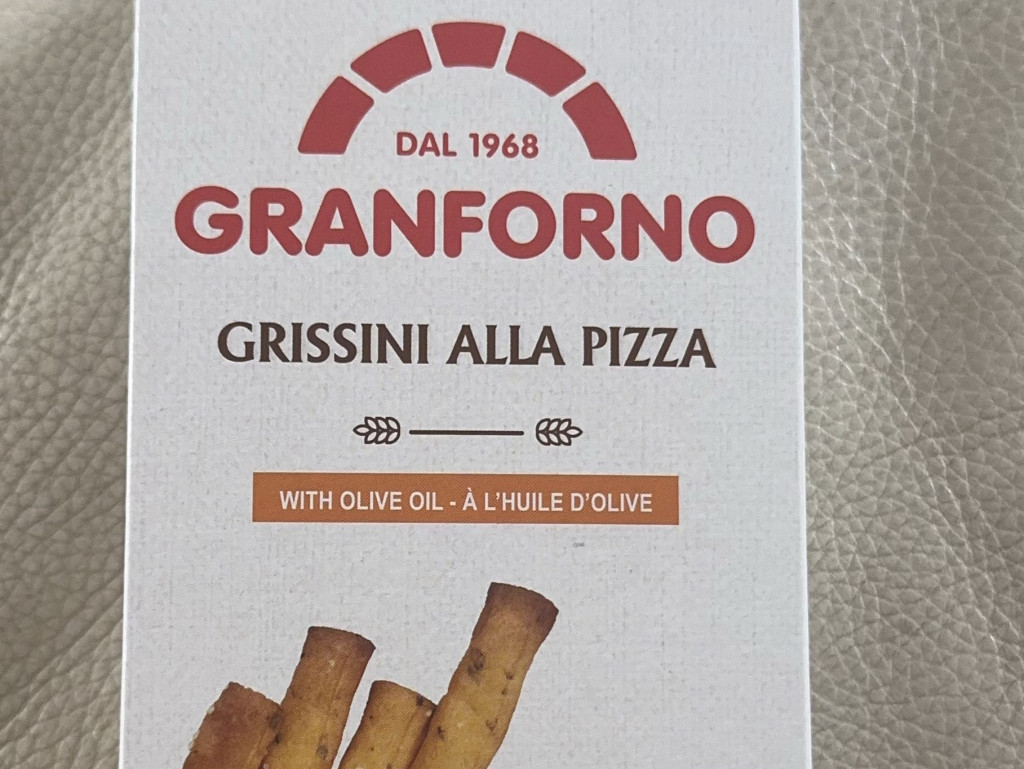 DAL 1968
GRANFORNO
GRISSINI ALLA PIZZA
WITH OLIVE OIL - À L'HUILE D'OLIVE